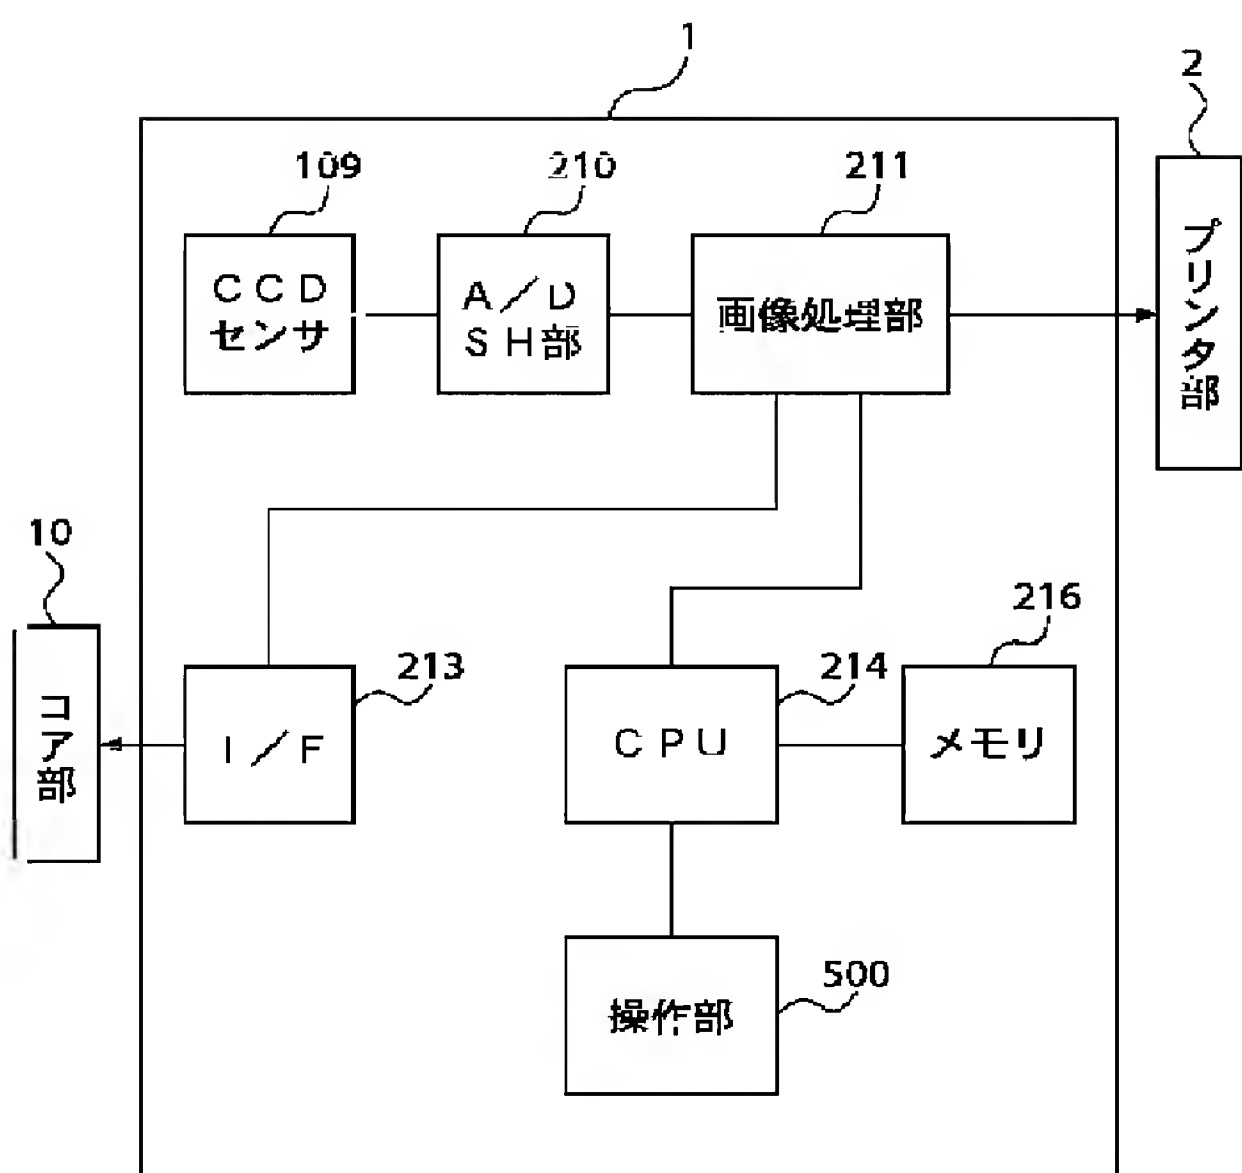 1
2
109
210
211
ＣＣＤ
センサ
Ａ／Ｄ
ＳＨ部
画像処理部
プリンタ部
10
213
214
216
コア部
Ｉ／Ｆ
ＣＰＵ
メモリ
500
操作部